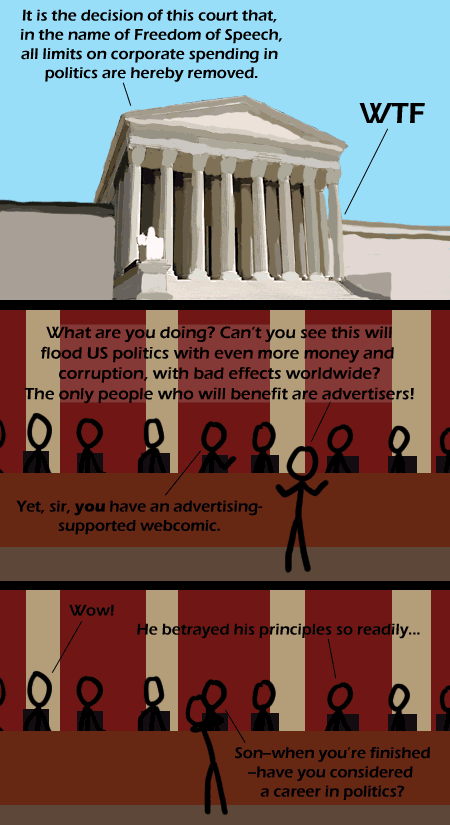 It is the decision of this court that,
in the name of Freedom of Speech,
all limits on corporate spending in
politics are hereby removed.
WTF
What are you doing? Can't you see this will
flood US politics with even more money and
corruption, with bad effects worldwide?
The only people who will benefit are advertisers!
Yet, sir, you have an advertising-
supported webcomic.
Wow!
He betrayed his principles so readily...
Son–when you're finished
–have you considered
a career in politics?